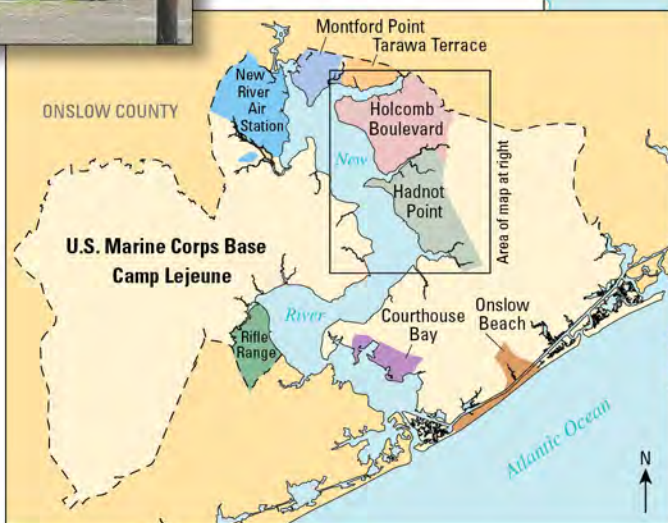 Montford Point
Tarawa Terrace
New
River
Air
Station
ONSLOW COUNTY
Holcomb
Boulevard
New
Hadnot
Point
Area of map at right
U.S. Marine Corps Base
Camp Lejeune
River
Rifle
Range
Courthouse
Bay
Onslow
Beach
Atlantic Ocean
N